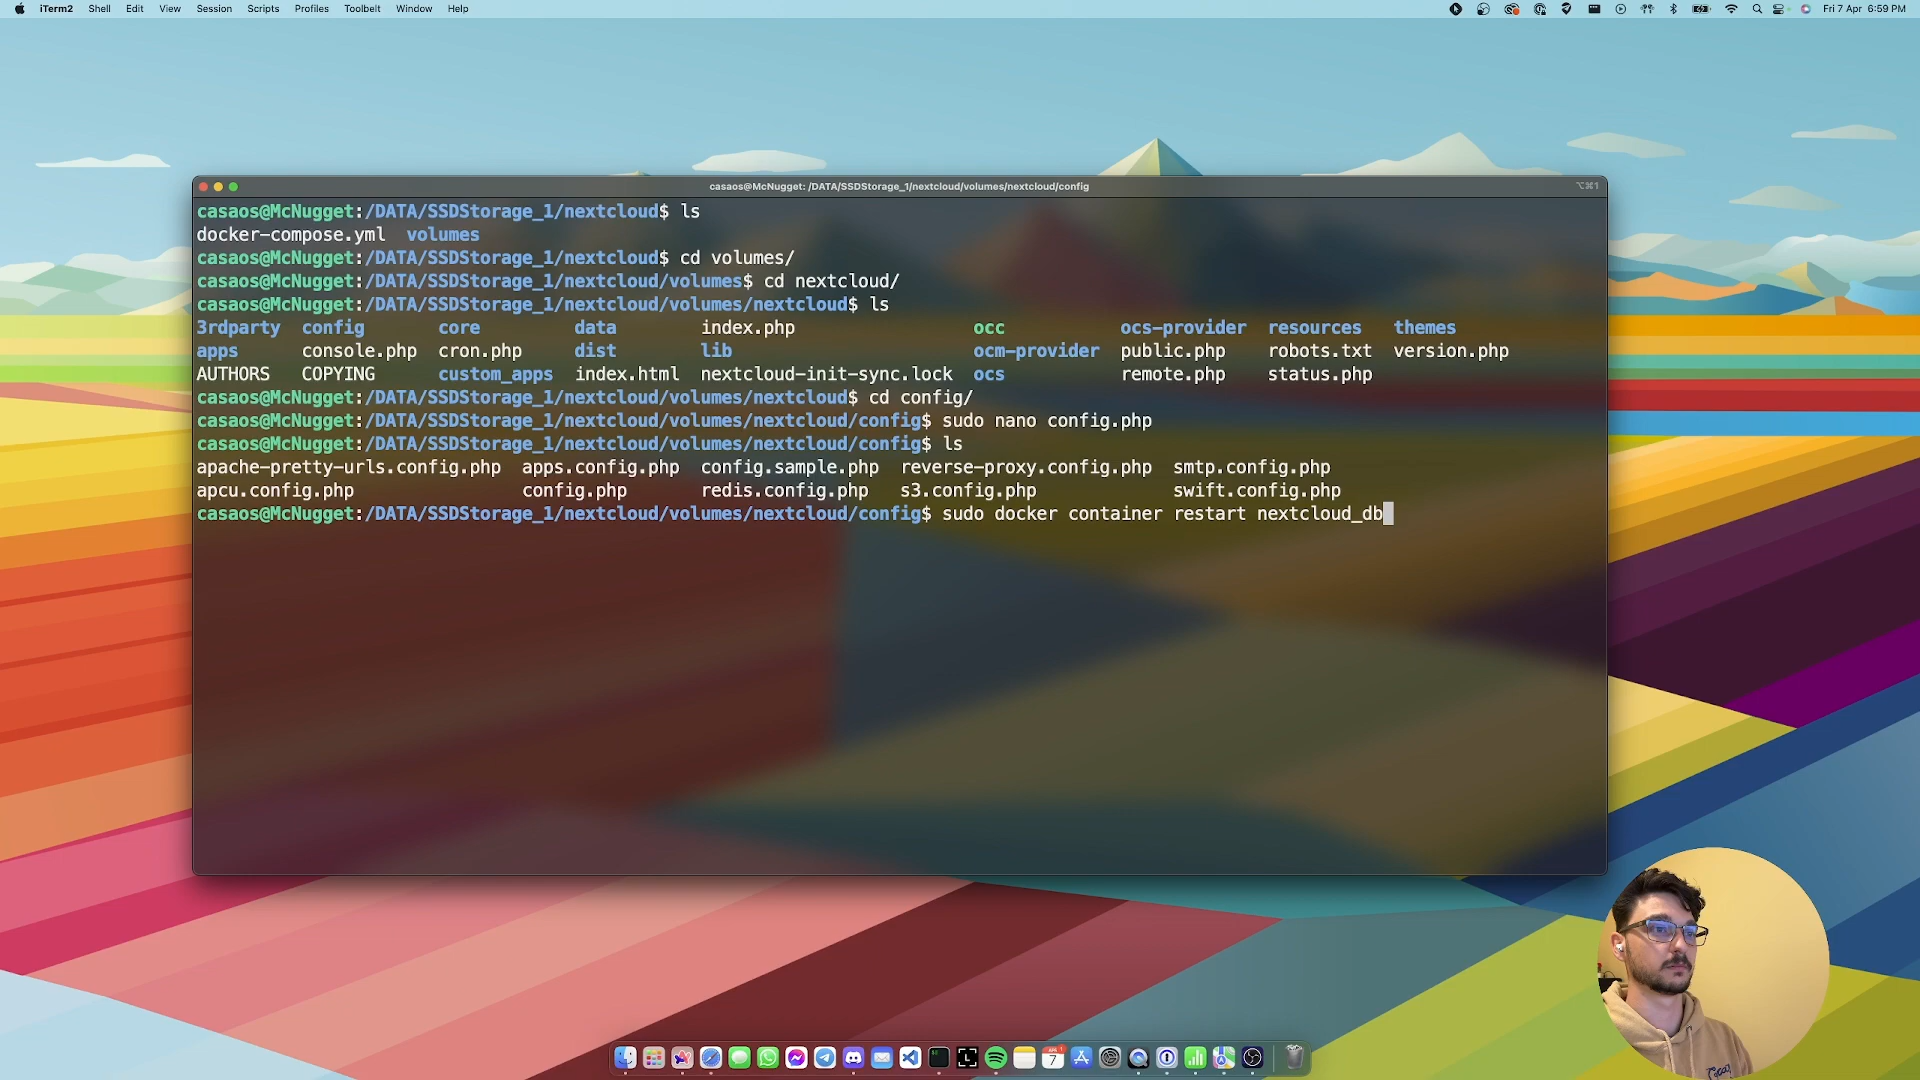 iTerm2 Shell Edit View Session Scripts Profiles Toolbelt Window Help Fri 7 Apr 6:59 PM
casaos@McNugget: /DATA/SSDStorage_1/nextcloud/volumes/nextcloud/config ⌥⌘1
casaos@McNugget:/DATA/SSDStorage_1/nextcloud$ ls
docker-compose.yml volumes
casaos@McNugget:/DATA/SSDStorage_1/nextcloud$ cd volumes/
casaos@McNugget:/DATA/SSDStorage_1/nextcloud/volumes$ cd nextcloud/
casaos@McNugget:/DATA/SSDStorage_1/nextcloud/volumes/nextcloud$ ls
3rdparty config core data index.php occ ocs-provider resources themes
apps console.php cron.php dist lib ocm-provider public.php robots.txt version.php
AUTHORS COPYING custom_apps index.html nextcloud-init-sync.lock ocs remote.php status.php
casaos@McNugget:/DATA/SSDStorage_1/nextcloud/volumes/nextcloud$ cd config/
casaos@McNugget:/DATA/SSDStorage_1/nextcloud/volumes/nextcloud/config$ sudo nano config.php
casaos@McNugget:/DATA/SSDStorage_1/nextcloud/volumes/nextcloud/config$ ls
apache-pretty-urls.config.php apps.config.php config.sample.php reverse-proxy.config.php smtp.config.php
apcu.config.php config.php redis.config.php s3.config.php swift.config.php
casaos@McNugget:/DATA/SSDStorage_1/nextcloud/volumes/nextcloud/config$ sudo docker container restart nextcloud_db
7